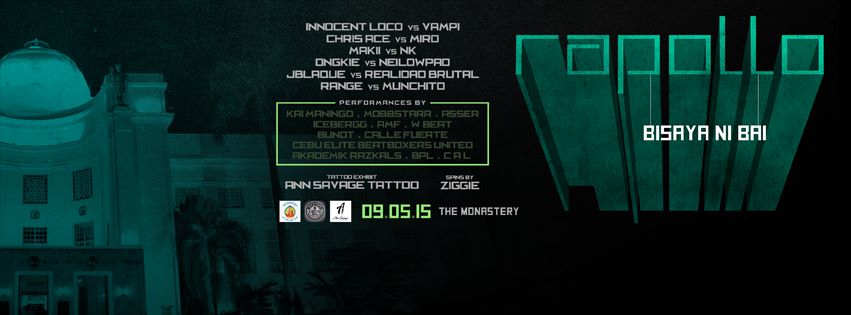 INNOCENT LOCO VS VAMPI
CHRIS ACE VS MIRO
MAKII VS NK
ONGKIE VS NEILOWPAD
JBLAQUE VS REALIDAD BRUTAL
RANGE VS MUNCHITO
PERFORMANCES BY
KAI MANINGO . MOBBSTARR . ASSER
ICEBERGG . AMF . W BEAT
BUNOT . CALLE FUERTE
CEBU ELITE BEATBOXERS UNITED
AKADEMIK RAZKALS . BPL . C A L
TATTOO EXHIBIT
ANN SAVAGE TATTOO
SPINS BY
ZIGGIE
09.05.15 THE MONASTERY
rapollo
BISAYA NI BAI